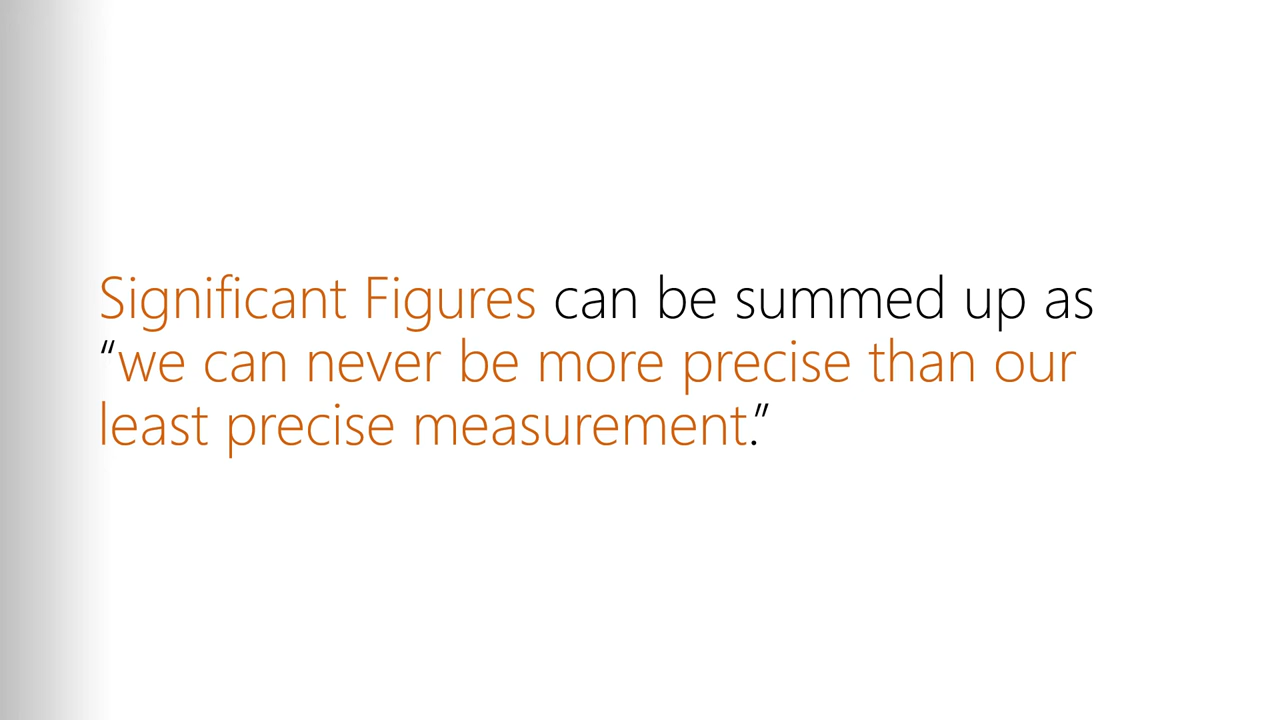 Significant Figures can be summed up as
“we can never be more precise than our
least precise measurement.”